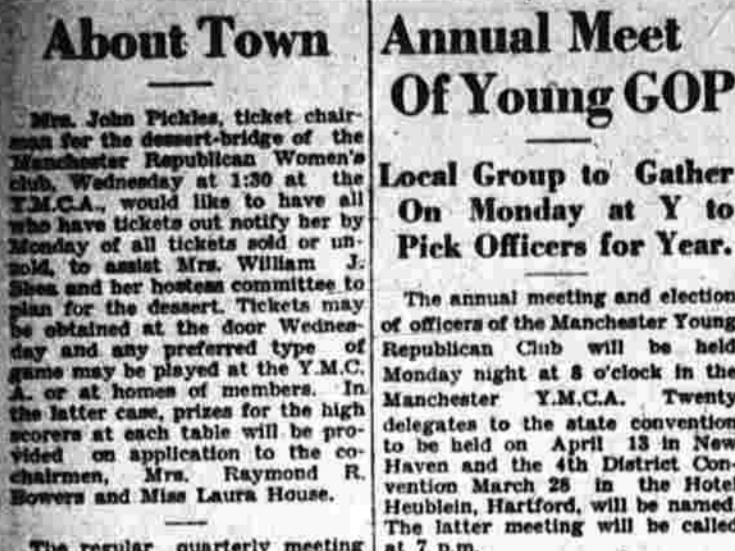 About Town
Mrs. John Pickles, ticket chair-
man for the dessert-bridge of the
Manchester Republican Women's
club, Wednesday at 1:30 at the
Y.M.C.A., would like to have all
who have tickets out notify her by
Monday of all tickets sold or un-
sold, to assist Mrs. William J.
Shea and her hostess committee to
plan for the dessert. Tickets may
be obtained at the door Wednes-
day and any preferred type of
game may be played at the Y.M.C.
A. or at homes of members. In
the latter case, prizes for the high
scorers at each table will be pro-
vided on application to the co-
chairmen, Mrs. Raymond R.
Bowers and Miss Laura House.
The regular quarterly meeting
Annual Meet
Of Young GOP
Local Group to Gather
On Monday at Y to
Pick Officers for Year.
The annual meeting and election
of officers of the Manchester Young
Republican Club will be held
Monday night at 8 o'clock in the
Manchester Y.M.C.A. Twenty
delegates to the state convention
to be held on April 13 in New
Haven and the 4th District Con-
vention March 28 in the Hotel
Heublein, Hartford, will be named.
The latter meeting will be called
at 7 p.m.